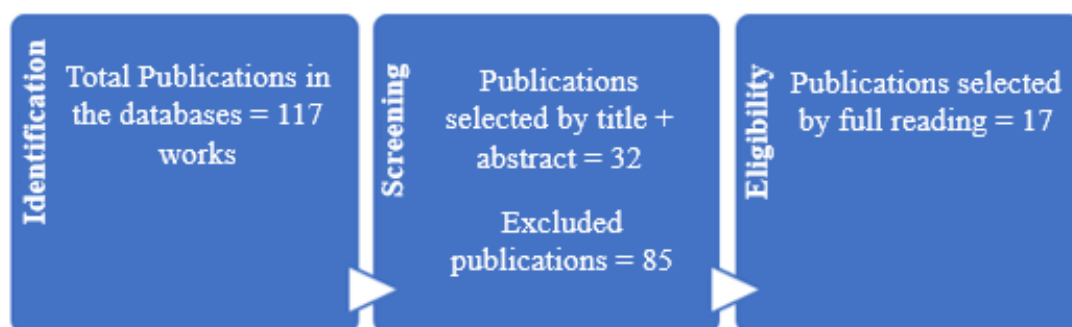 Identification
Total Publications in
the databases = 117
works
Screening
Publications
selected by title +
abstract = 32
Excluded
publications = 85
Eligibility
Publications selected
by full reading = 17